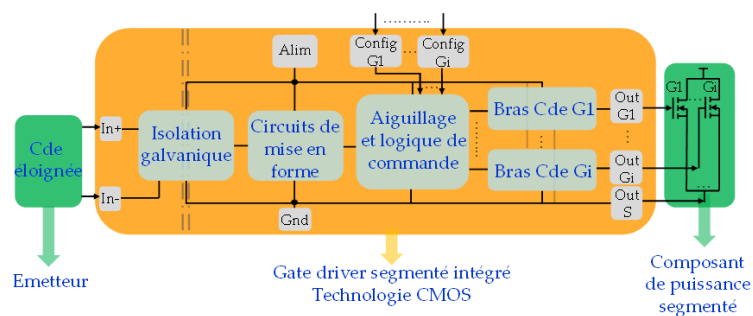 Alim
Config
G1
Config
Gi
G1
Gi
In+
In-
Cde
éloignée
Isolation
galvanique
Circuits de
mise en
forme
Aiguillage
et logique de
commande
Bras Cde G1
Bras Cde Gi
Out
G1
Out
Gi
Out
S
Gnd
Emetteur
Gate driver segmenté intégré
Technologie CMOS
Composant
de puissance
segmenté